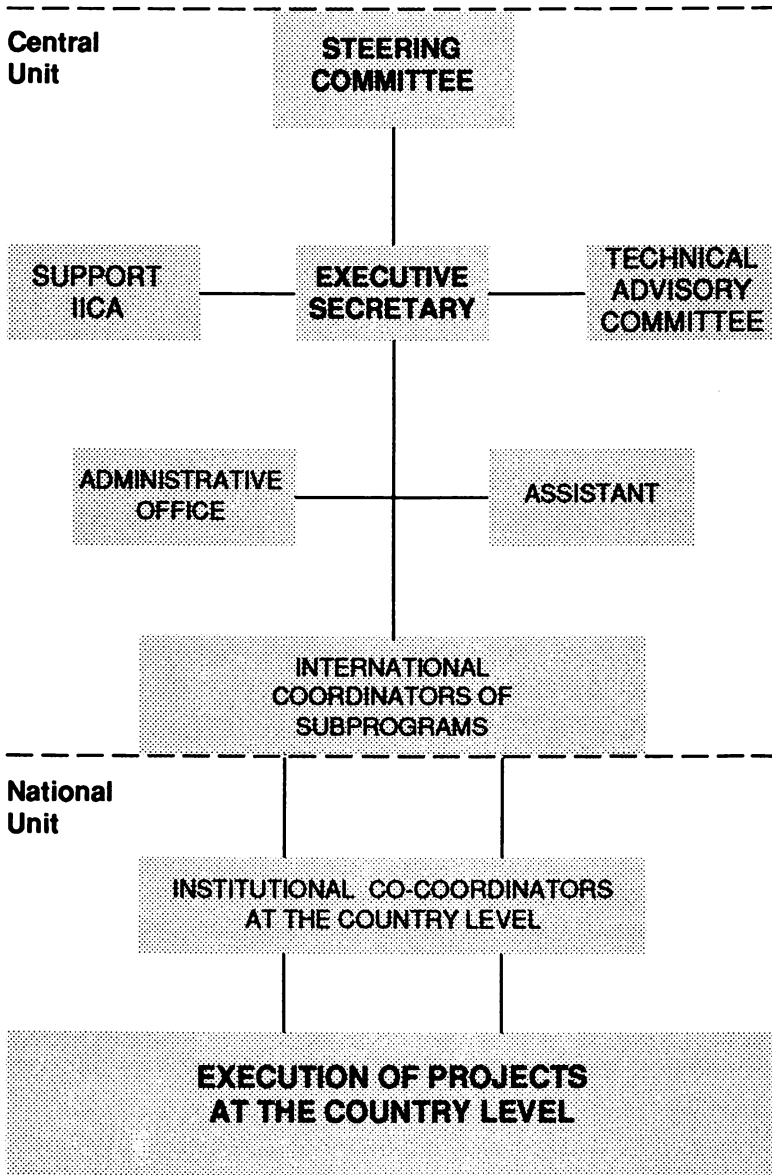 Central
Unit
STEERING
COMMITTEE
SUPPORT
IICA
EXECUTIVE
SECRETARY
TECHNICAL
ADVISORY
COMMITTEE
ADMINISTRATIVE
OFFICE
ASSISTANT
INTERNATIONAL
COORDINATORS OF
SUBPROGRAMS
National
Unit
INSTITUTIONAL CO-COORDINATORS
AT THE COUNTRY LEVEL
EXECUTION OF PROJECTS
AT THE COUNTRY LEVEL